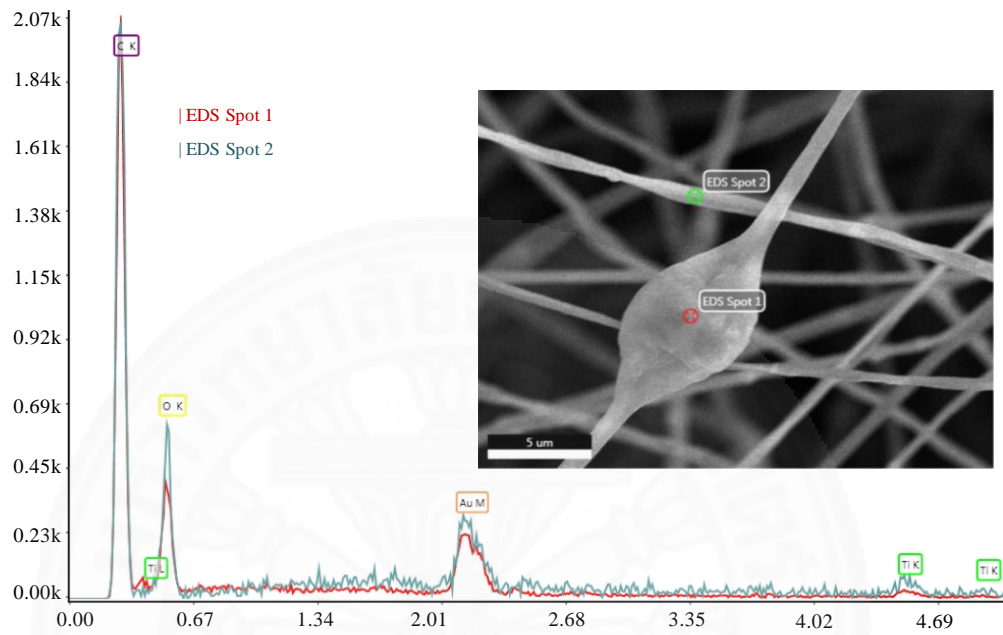 2.07k
C K
1.84k
1.61k
1.38k
1.15k
0.92k
0.69k
0.45k
0.23k
0.00k
| EDS Spot 1
| EDS Spot 2
EDS Spot 2
EDS Spot 1
5 um
O K
Ti L
Au M
Ti K
Ti K
0.00
0.67
1.34
2.01
2.68
3.35
4.02
4.69